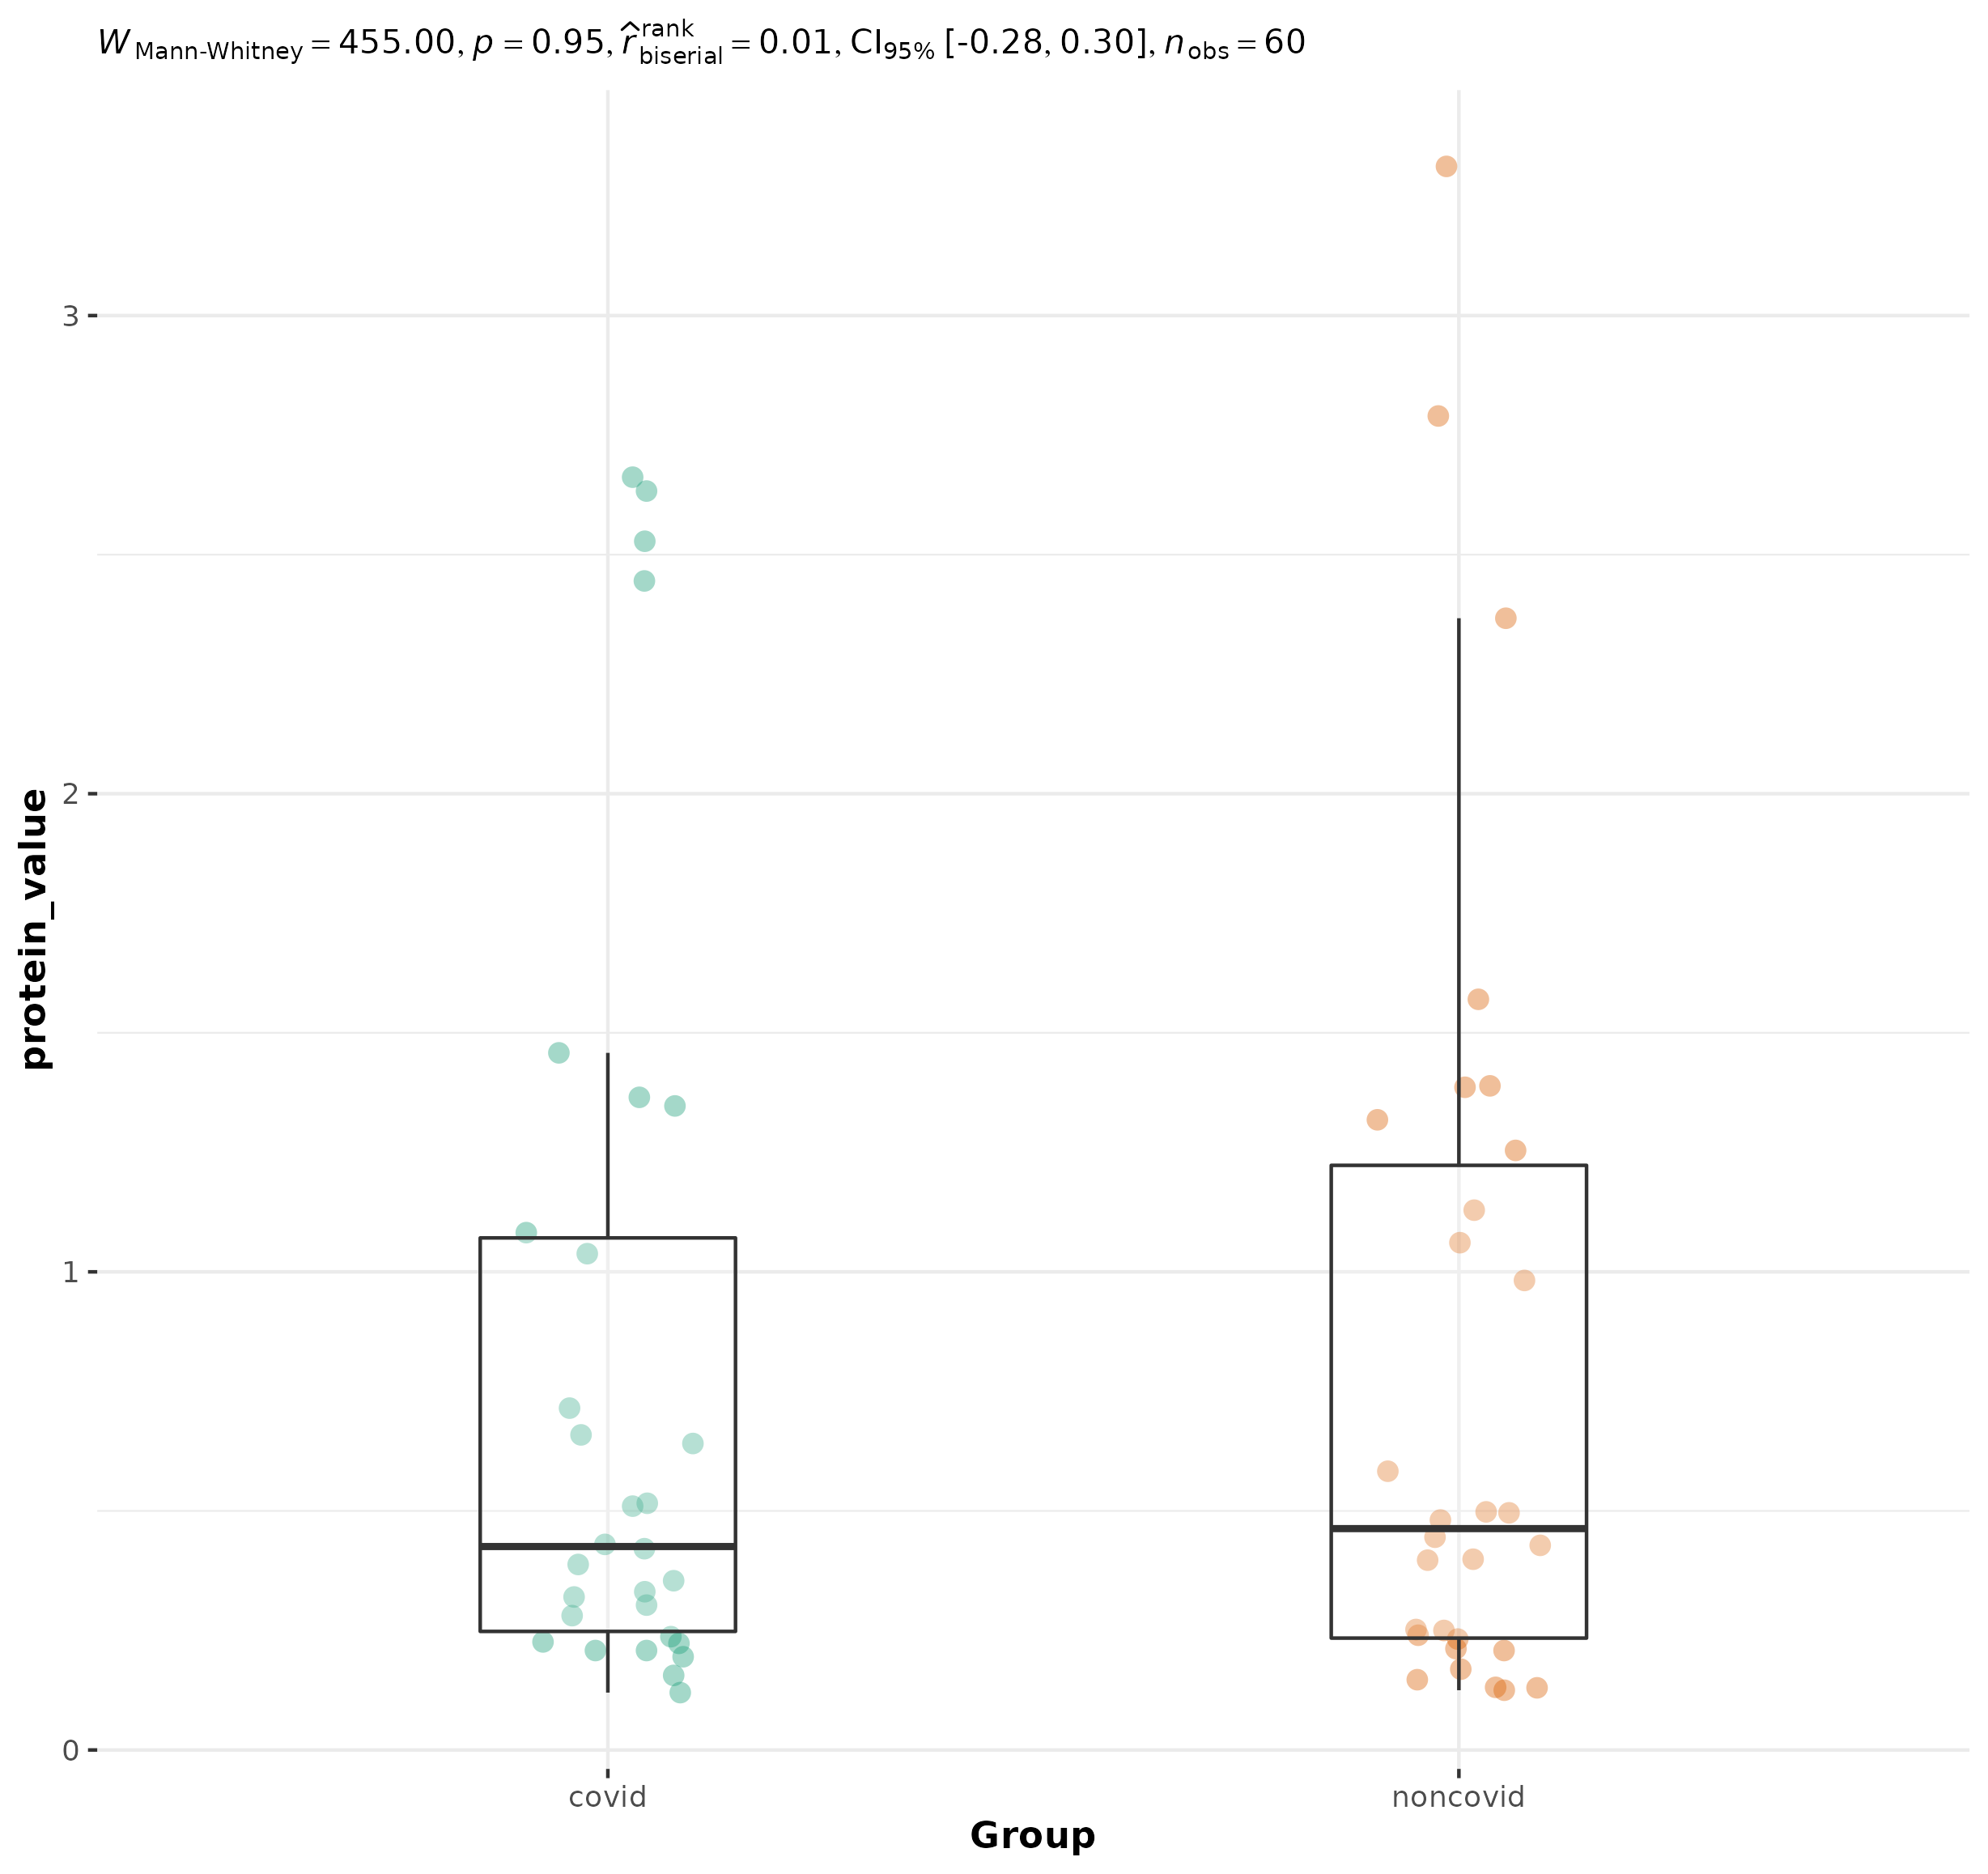 W Mann-Whitney = 455.00, p = 0.95, r̂ rank biserial = 0.01, CI95% [-0.28, 0.30], nobs = 60
3
2
1
0
protein_value
covid noncovid
Group